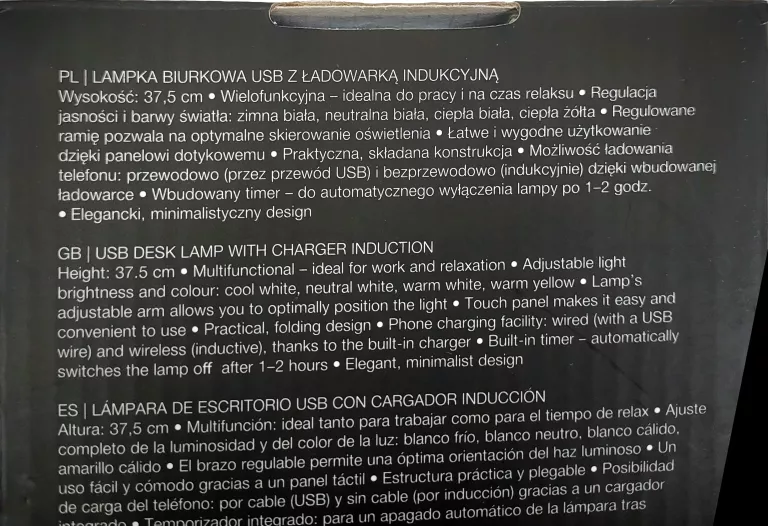 PL | LAMPKA BIURKOWA USB Z ŁADOWARKĄ INDUKCYJNĄ
Wysokość: 37,5 cm • Wielofunkcyjna – idealna do pracy i na czas relaksu • Regulacja
jasności i barwy światła: zimna biała, neutralna biała, ciepła biała, ciepła żółta • Regulowane
ramię pozwala na optymalne skierowanie oświetlenia • Łatwe i wygodne użytkowanie
dzięki panelowi dotykowemu • Praktyczna, składana konstrukcja • Możliwość ładowania
telefonu: przewodowo (przez przewód USB) i bezprzewodowo (indukcyjnie) dzięki wbudowanej
ładowarce • Wbudowany timer – do automatycznego wyłączenia lampy po 1–2 godz.
• Elegancki, minimalistyczny design
GB | USB DESK LAMP WITH CHARGER INDUCTION
Height: 37.5 cm • Multifunctional – ideal for work and relaxation • Adjustable light
brightness and colour: cool white, neutral white, warm white, warm yellow • Lamp's
adjustable arm allows you to optimally position the light • Touch panel makes it easy and
convenient to use • Practical, folding design • Phone charging facility: wired (with a USB
wire) and wireless (inductive), thanks to the built-in charger • Built-in timer – automatically
switches the lamp off after 1–2 hours • Elegant, minimalist design
ES | LÁMPARA DE ESCRITORIO USB CON CARGADOR INDUCCIÓN
Altura: 37,5 cm • Multifunción: ideal tanto para trabajar como para el tiempo de relax • Ajuste
completo de la luminosidad y del color de la luz: blanco frío, blanco neutro, blanco cálido,
amarillo cálido • El brazo regulable permite una óptima orientación del haz luminoso • Un
uso fácil y cómodo gracias a un panel táctil • Estructura práctica y plegable • Posibilidad
de carga del teléfono: por cable (USB) y sin cable (por inducción) gracias a un cargador
integrado • Temporizador integrado: para un apagado automático de la lámpara tras